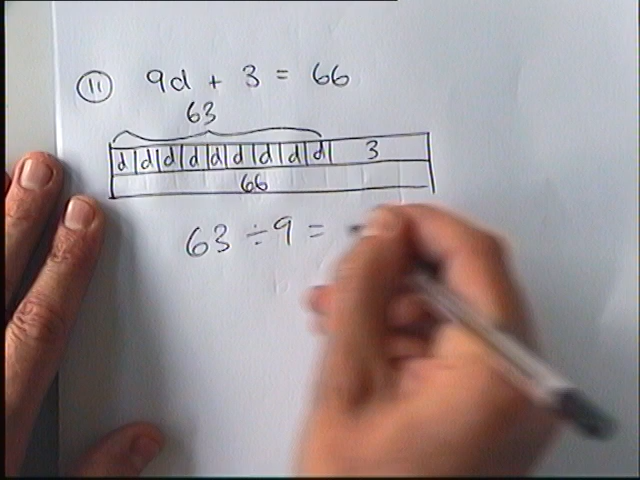 ⑪ 9d + 3 = 66
63
d d d d d d d d d 3
66
63 ÷ 9 =